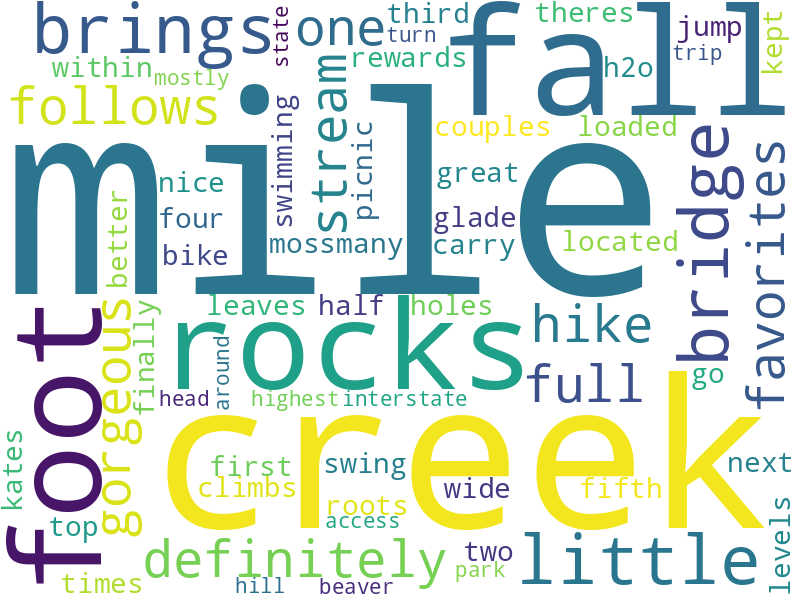 brings
state
one
third
turn
fall
theres
jump
trip
kept
within
mostly
rewards
h2o
follows
swimming
stream
picnic
couples
loaded
mile
nice
four
bike
great
glade
carry
mossmany
located
bridge
favorites
better
leaves
half
holes
foot
gorgeous
finally
rocks
hike
around
full
go
head
highest
interstate
creek
kates
first
climbs
swing
roots
access
wide
fifth
next
top
definitely
two
little
levels
times
hill
beaver
park